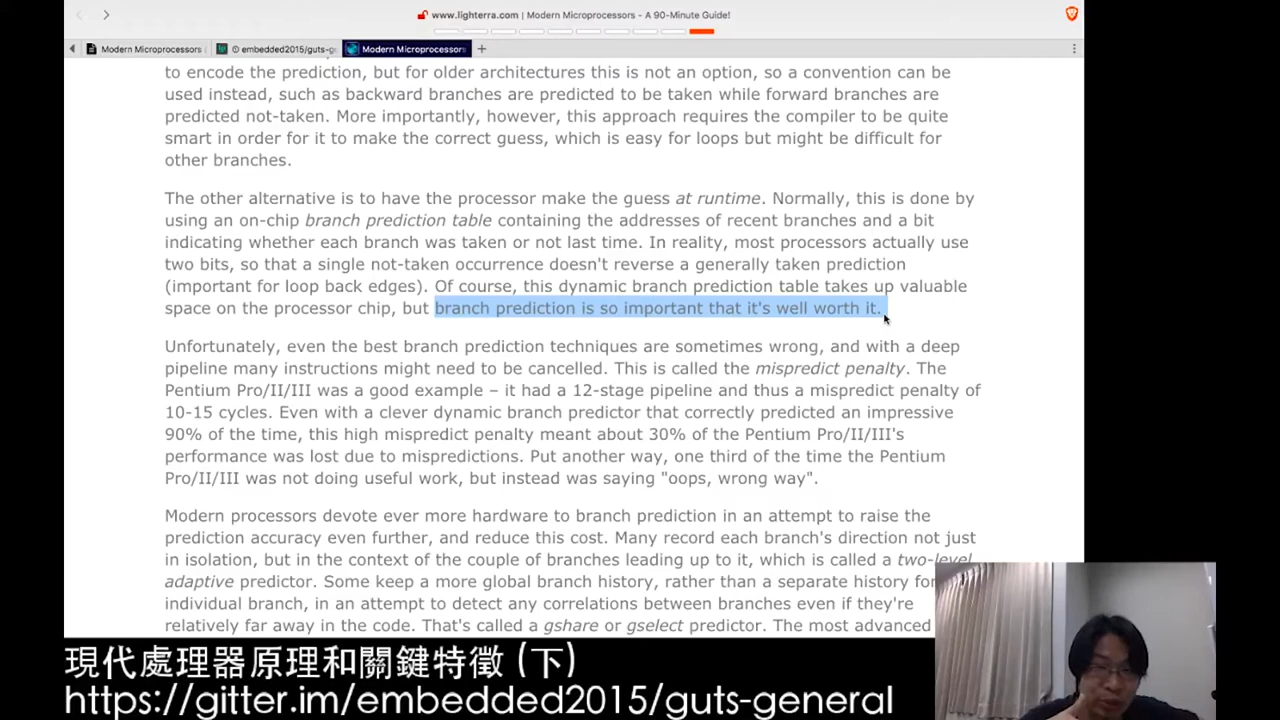 www.lighterra.com | Modern Microprocessors - A 90-Minute Guide!
Modern Microprocessors
embedded2015/guts-g
Modern Microprocessors
to encode the prediction, but for older architectures this is not an option, so a convention can be
used instead, such as backward branches are predicted to be taken while forward branches are
predicted not-taken. More importantly, however, this approach requires the compiler to be quite
smart in order for it to make the correct guess, which is easy for loops but might be difficult for
other branches.
The other alternative is to have the processor make the guess at runtime. Normally, this is done by
using an on-chip branch prediction table containing the addresses of recent branches and a bit
indicating whether each branch was taken or not last time. In reality, most processors actually use
two bits, so that a single not-taken occurrence doesn't reverse a generally taken prediction
(important for loop back edges). Of course, this dynamic branch prediction table takes up valuable
space on the processor chip, but branch prediction is so important that it's well worth it.
Unfortunately, even the best branch prediction techniques are sometimes wrong, and with a deep
pipeline many instructions might need to be cancelled. This is called the mispredict penalty. The
Pentium Pro/II/III was a good example – it had a 12-stage pipeline and thus a mispredict penalty of
10-15 cycles. Even with a clever dynamic branch predictor that correctly predicted an impressive
90% of the time, this high mispredict penalty meant about 30% of the Pentium Pro/II/III's
performance was lost due to mispredictions. Put another way, one third of the time the Pentium
Pro/II/III was not doing useful work, but instead was saying "oops, wrong way".
Modern processors devote ever more hardware to branch prediction in an attempt to raise the
prediction accuracy even further, and reduce this cost. Many record each branch's direction not just
in isolation, but in the context of the couple of branches leading up to it, which is called a two-level
adaptive predictor. Some keep a more global branch history, rather than a separate history for
individual branch, in an attempt to detect any correlations between branches even if they're
relatively far away in the code. That's called a gshare or gselect predictor. The most advanced
現代處理器原理和關鍵特徵 (下)
https://gitter.im/embedded2015/guts-general